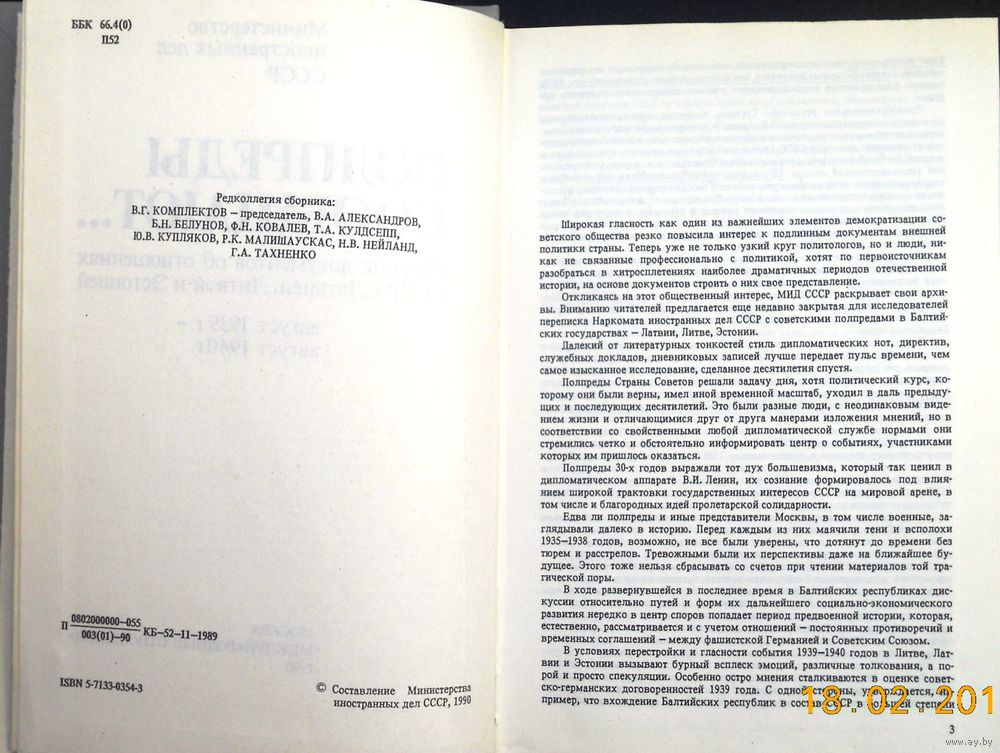 ББК 66.4(0)
П52
Редколлегия сборника:
В.Г. КОМПЛЕКТОВ – председатель, В.А. АЛЕКСАНДРОВ,
Б.Н. БЕЛУНОВ, Ф.Н. КОВАЛЕВ, Т.А. КУЛДСЕПП,
Ю.В. КУПЛЯКОВ, Р.К. МАЛИШАУСКАС, Н.В. НЕЙЛАНД,
Г.А. ТАХНЕНКО
П 0802000000–055
003(01)–90 КБ–52–11–1989
ISBN 5-7133-0354-3
© Составление Министерства
иностранных дел СССР, 1990
Широкая гласность как один из важнейших элементов демократизации со-
ветского общества резко повысила интерес к подлинным документам внешней
политики страны. Теперь уже не только узкий круг политологов, но и люди, ни-
как не связанные профессионально с политикой, хотят по первоисточникам
разобраться в хитросплетениях наиболее драматичных периодов отечественной
истории, на основе документов строить о них свое представление.
Откликаясь на этот общественный интерес, МИД СССР раскрывает свои архи-
вы. Вниманию читателей предлагается еще недавно закрытая для исследователей
переписка Наркомата иностранных дел СССР с советскими полпредами в Балтий-
ских государствах – Латвии, Литве, Эстонии.
Далекий от литературных тонкостей стиль дипломатических нот, директив,
служебных докладов, дневниковых записей лучше передает пульс времени, чем
самое изысканное исследование, сделанное десятилетия спустя.
Полпреды Страны Советов решали задачу дня, хотя политический курс, ко-
торому они были верны, имел иной временной масштаб, уходил в даль предыду-
щих и последующих десятилетий. Это были разные люди, с неодинаковым виде-
нием жизни и отличающимися друг от друга манерами изложения мнений, но в
соответствии со свойственными любой дипломатической службе нормами они
стремились четко и обстоятельно информировать центр о событиях, участниками
которых им пришлось оказаться.
Полпреды 30-х годов выражали тот дух большевизма, который так ценил в
дипломатическом аппарате В.И. Ленин, их сознание формировалось под влия-
нием широкой трактовки государственных интересов СССР на мировой арене, в
том числе и благородных идей пролетарской солидарности.
Едва ли полпреды и иные представители Москвы, в том числе военные, за-
глядывали далеко в историю. Перед каждым из них маячили тени и всполохи
1935–1938 годов, возможно, не все были уверены, что дотянут до времени без
тюрем и расстрелов. Тревожными были их перспективы даже на ближайшее бу-
дущее. Этого тоже нельзя сбрасывать со счетов при чтении материалов той тра-
гической поры.
В ходе развернувшейся в последнее время в Балтийских республиках дис-
куссии относительно путей и форм их дальнейшего социально-экономического
развития нередко в центр споров попадает период предвоенной истории, которая,
естественно, рассматривается и с учетом отношений – постоянных противоречий и
временных соглашений – между фашистской Германией и Советским Союзом.
В условиях перестройки и гласности события 1939–1940 годов в Литве, Лат-
вии и Эстонии вызывают бурный всплеск эмоций, различные толкования, а по-
рой и просто спекуляции. Особенно остро мнения сталкиваются в оценке совет-
ско-германских договоренностей 1939 года. С одной стороны, утверждается, на-
пример, что вхождение Балтийских республик в состав СССР в большей степени
18.02.201
3
www.ay.by